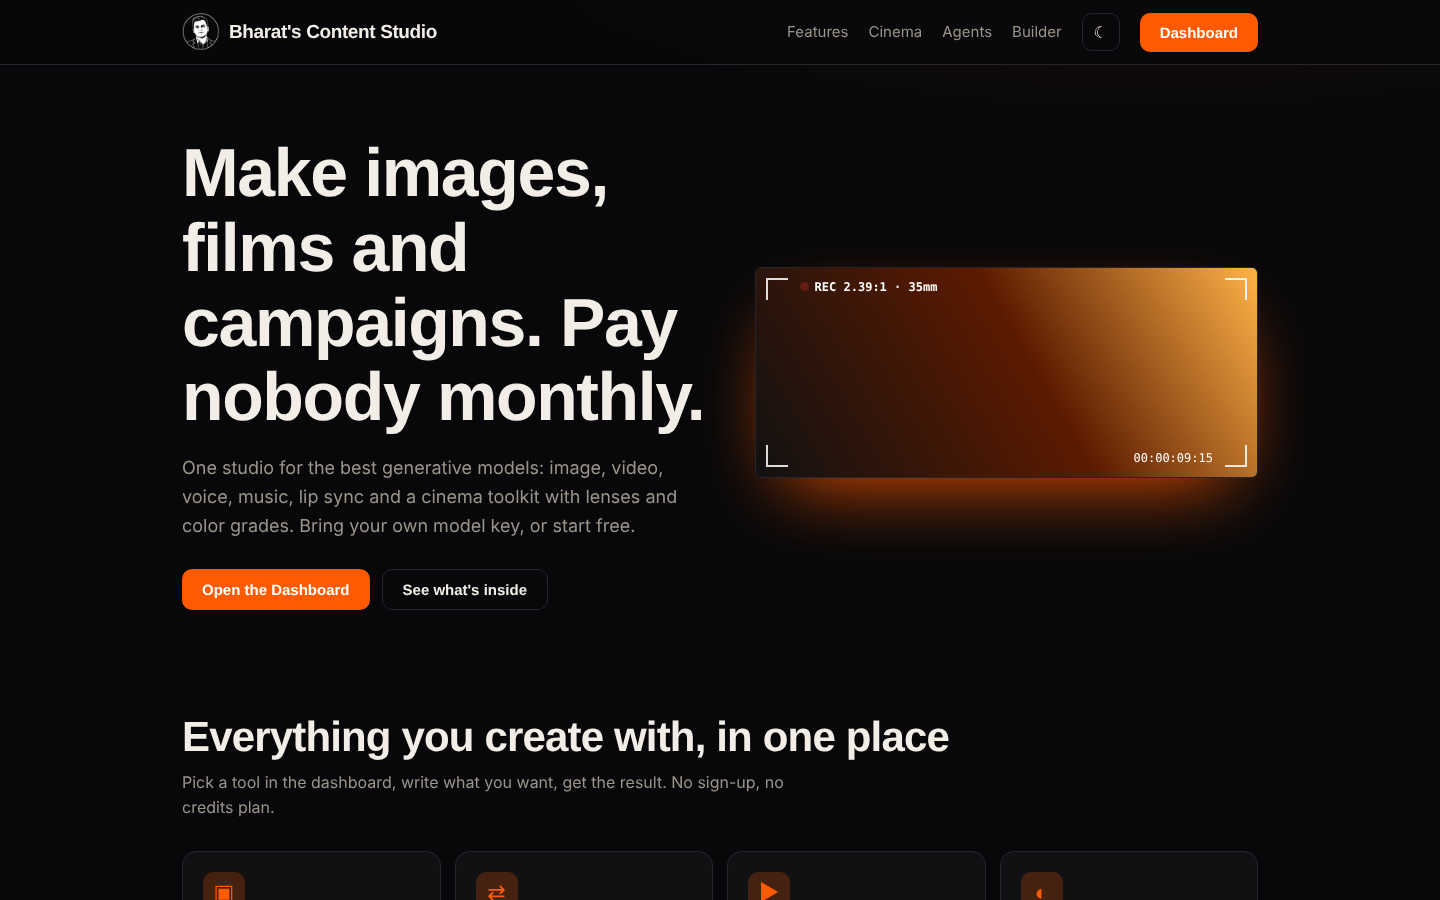 Bharat's Content Studio
Features
Cinema
Agents
Builder
Dashboard
Make images,
films and
campaigns. Pay
nobody monthly.
One studio for the best generative models: image, video,
voice, music, lip sync and a cinema toolkit with lenses and
color grades. Bring your own model key, or start free.
Open the Dashboard
See what's inside
REC 2.39:1 · 35mm
00:00:09:15
Everything you create with, in one place
Pick a tool in the dashboard, write what you want, get the result. No sign-up, no
credits plan.